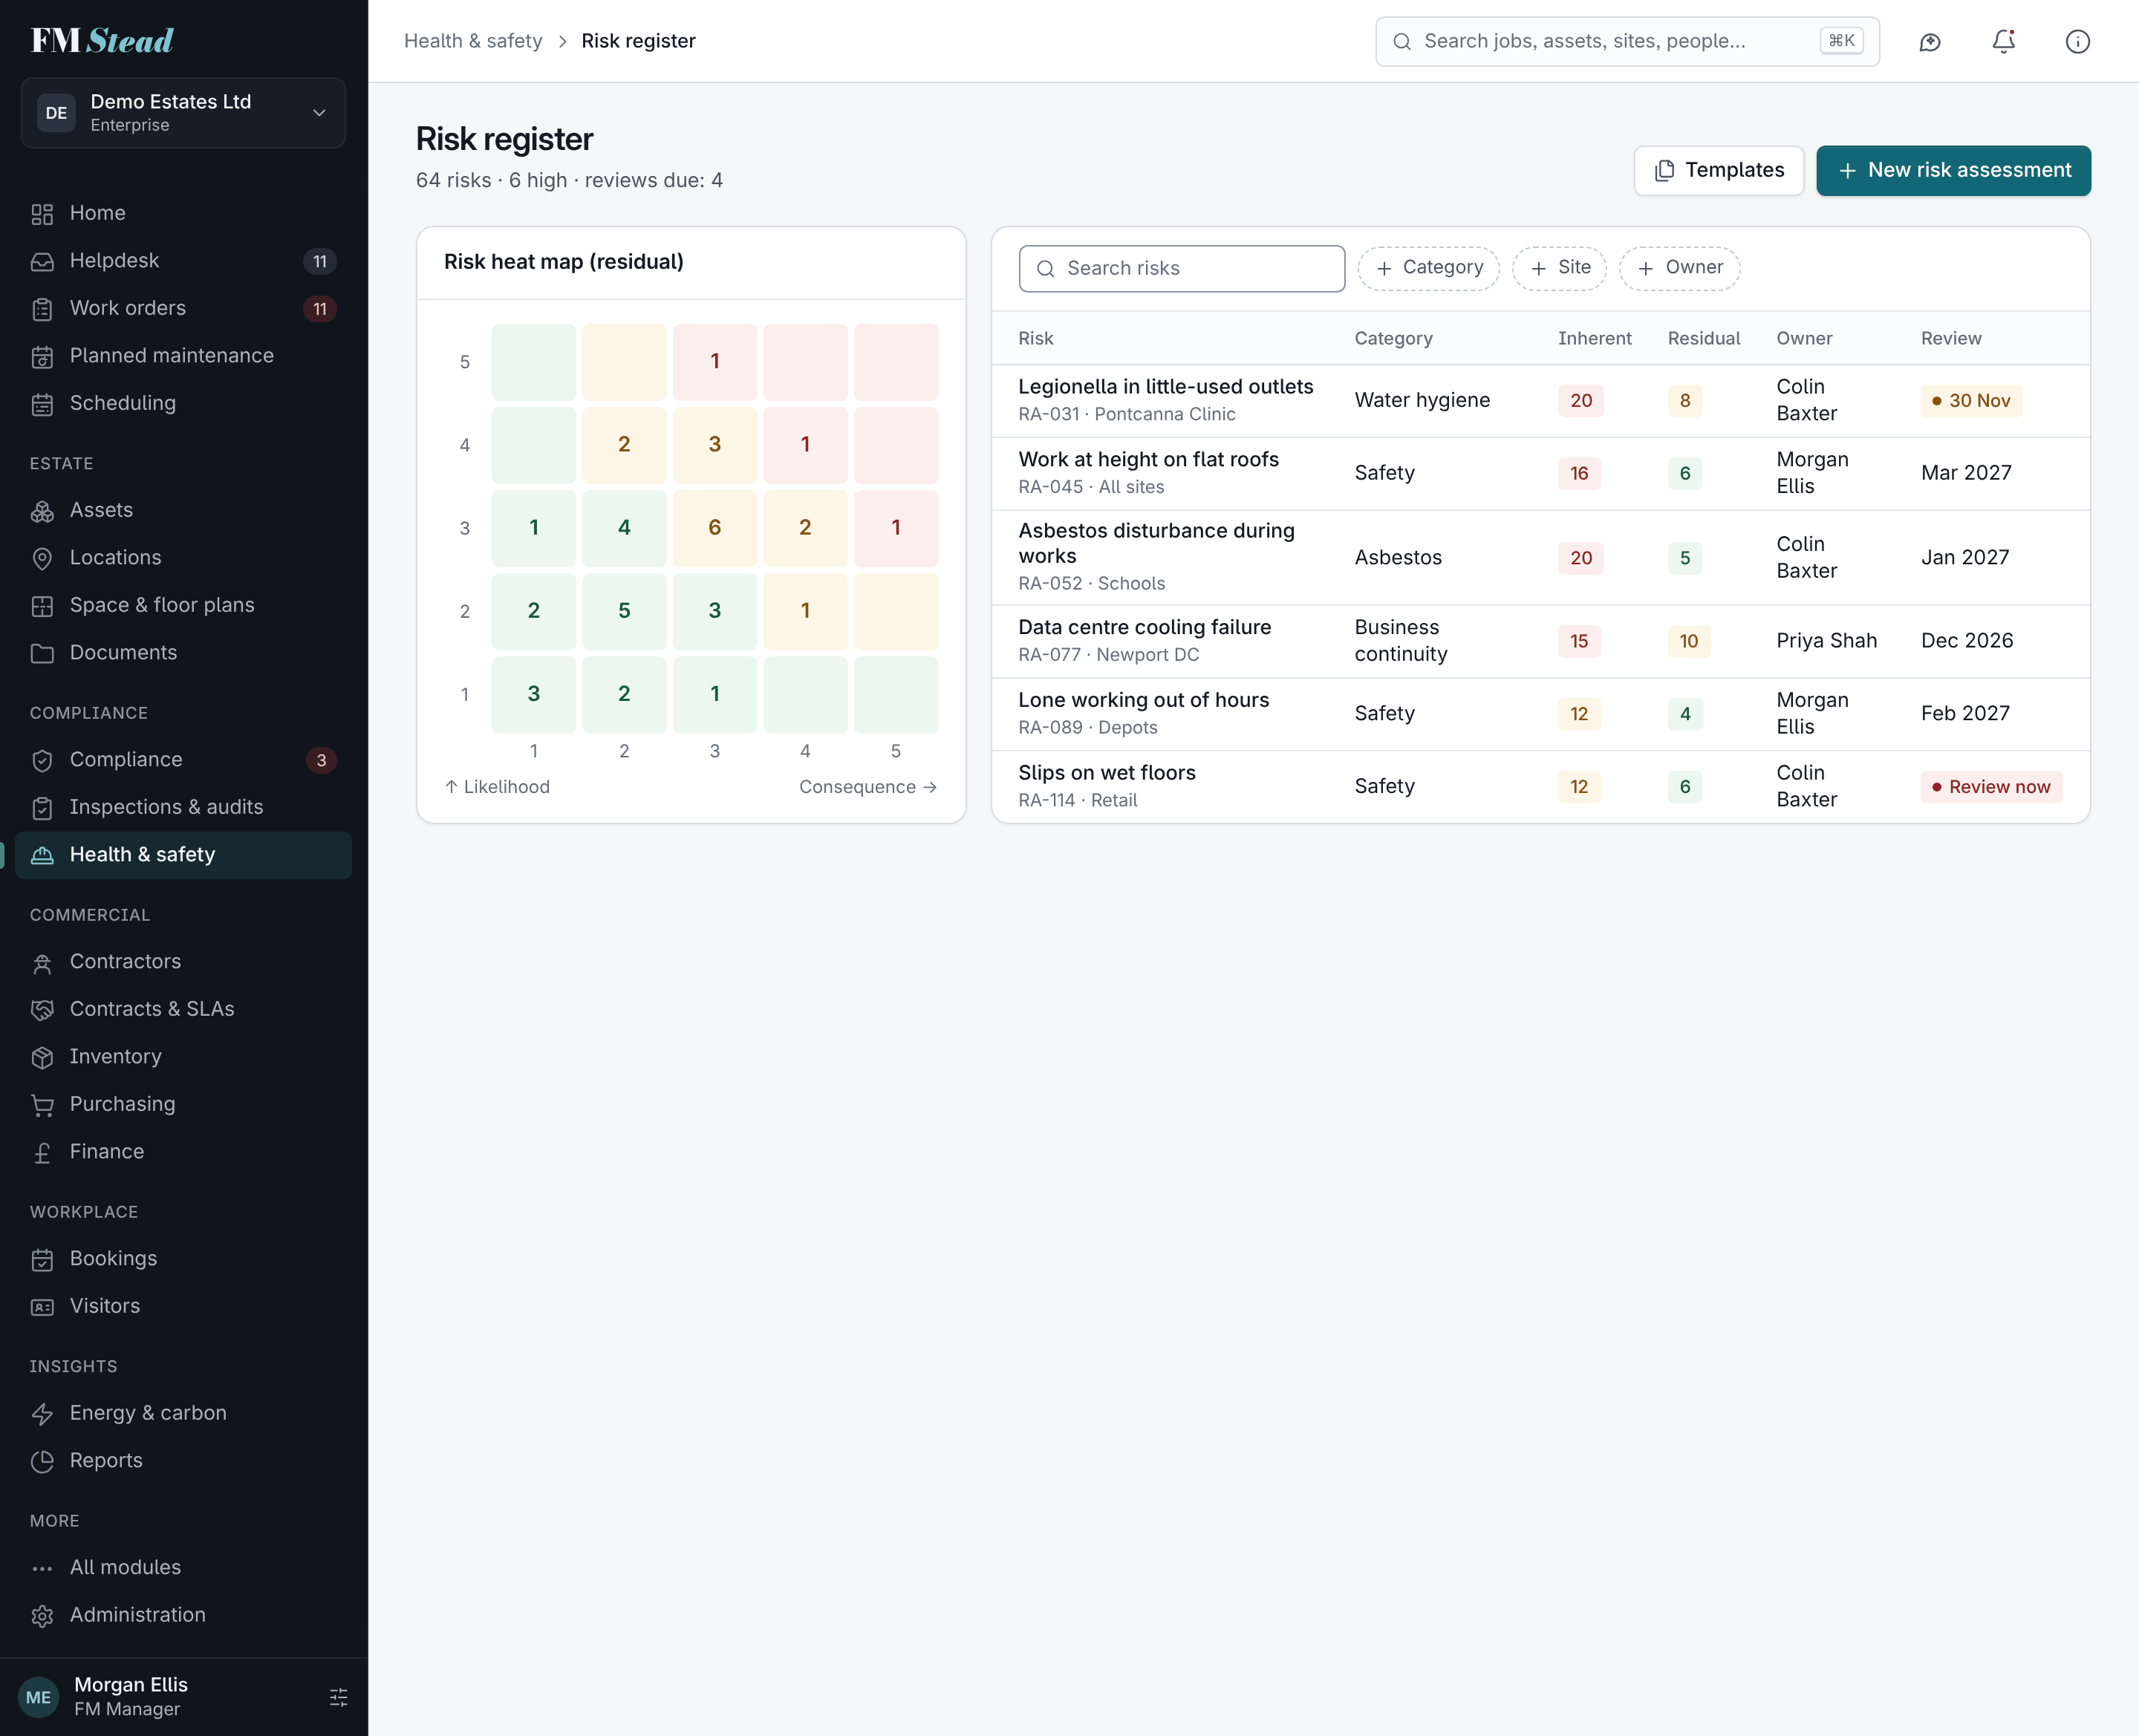 FM Stead
DE
Demo Estates Ltd
Enterprise
Home
Helpdesk 11
Work orders 11
Planned maintenance
Scheduling
ESTATE
Assets
Locations
Space & floor plans
Documents
COMPLIANCE
Compliance 3
Inspections & audits
Health & safety
COMMERCIAL
Contractors
Contracts & SLAs
Inventory
Purchasing
Finance
WORKPLACE
Bookings
Visitors
INSIGHTS
Energy & carbon
Reports
MORE
All modules
Administration
ME
Morgan Ellis
FM Manager
Health & safety > Risk register
Search jobs, assets, sites, people... ⌘K
Risk register
64 risks · 6 high · reviews due: 4
Templates
+ New risk assessment
Risk heat map (residual)
5 1
4 2 3 1
3 1 4 6 2 1
2 2 5 3 1
1 3 2 1
1 2 3 4 5
↑ Likelihood Consequence →
Search risks + Category + Site + Owner
Risk Category Inherent Residual Owner Review
Legionella in little-used outlets
RA-031 · Pontcanna Clinic
Water hygiene
20
8
Colin
Baxter
30 Nov
Work at height on flat roofs
RA-045 · All sites
Safety
16
6
Morgan
Ellis
Mar 2027
Asbestos disturbance during
works
RA-052 · Schools
Asbestos
20
5
Colin
Baxter
Jan 2027
Data centre cooling failure
RA-077 · Newport DC
Business
continuity
15
10
Priya Shah
Dec 2026
Lone working out of hours
RA-089 · Depots
Safety
12
4
Morgan
Ellis
Feb 2027
Slips on wet floors
RA-114 · Retail
Safety
12
6
Colin
Baxter
Review now